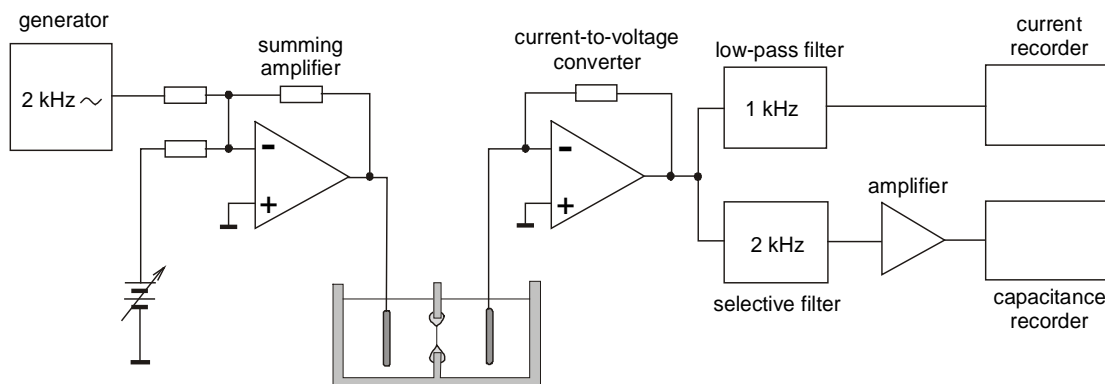 generator
2 kHz ~
summing
amplifier
-
+
current-to-voltage
converter
-
+
low-pass filter
1 kHz
current
recorder
2 kHz
selective filter
amplifier
capacitance
recorder